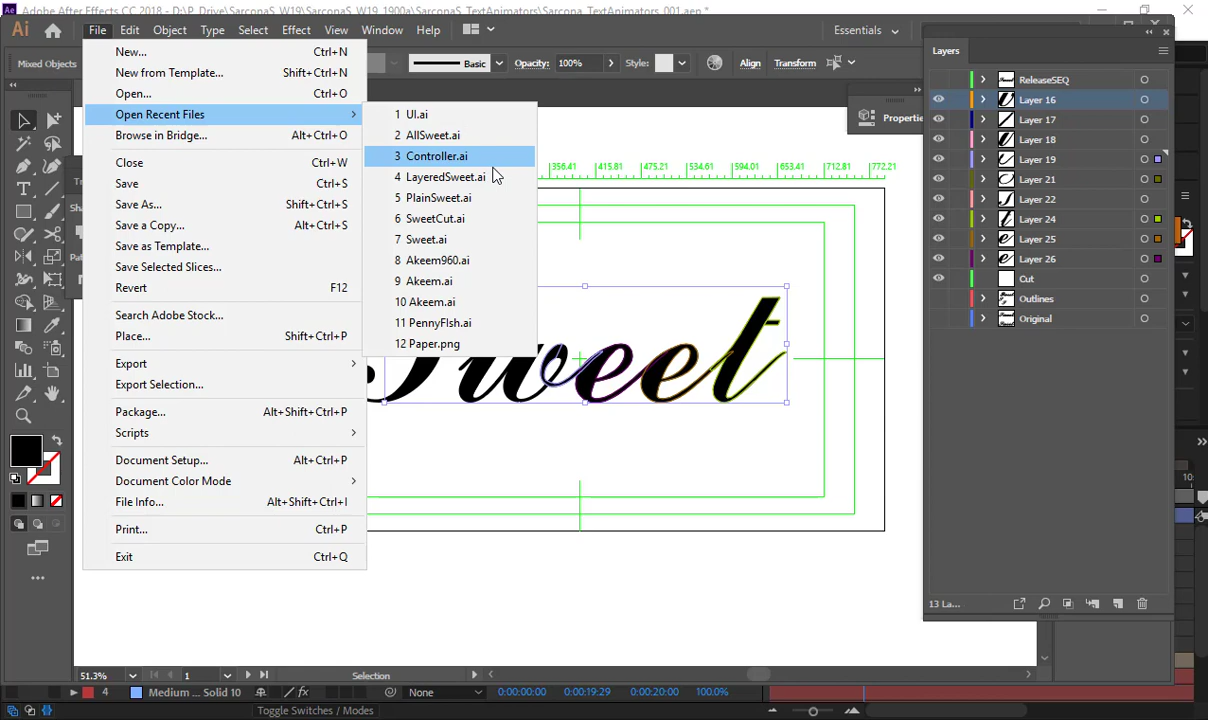 Adobe After Effects CC 2018 - D:\P_Drive\SarconaS_W19\SarconaS_W19_1900a\SarconaS_TextAnimators\SarconaS_TextAnimators_001.aep *
Ai File Edit Object Type Select Effect View Window Help Essentials
Mixed Objects Basic Opacity: 100% Style: Align Transform
New... Ctrl+N
New from Template... Shift+Ctrl+N
Open... Ctrl+O
Open Recent Files
Browse in Bridge... Alt+Ctrl+O
Close Ctrl+W
Save Ctrl+S
Save As... Shift+Ctrl+S
Save a Copy... Alt+Ctrl+S
Save as Template...
Save Selected Slices...
Revert F12
Search Adobe Stock...
Place... Shift+Ctrl+P
Export
Export Selection...
Package... Alt+Shift+Ctrl+P
Scripts
Document Setup... Alt+Ctrl+P
Document Color Mode
File Info... Alt+Shift+Ctrl+I
Print... Ctrl+P
Exit Ctrl+Q
1 UI.ai
2 AllSweet.ai
3 Controller.ai
4 LayeredSweet.ai
5 PlainSweet.ai
6 SweetCut.ai
7 Sweet.ai
8 Akeem960.ai
9 Akeem.ai
10 Akeem.ai
11 PennyFIsh.ai
12 Paper.png
356.41 415.81 475.21 534.61 594.01 653.41 712.81 772.21
Sweet
Properties
Layers
ReleaseSEQ
Layer 16
Layer 17
Layer 18
Layer 19
Layer 21
Layer 22
Layer 24
Layer 25
Layer 26
Cut
Outlines
Original
13 La...
51.3% 1 Selection
4 Medium ... Solid 10 None 0:00:00:00 0:00:19:29 0:00:20:00 100.0%
Toggle Switches / Modes